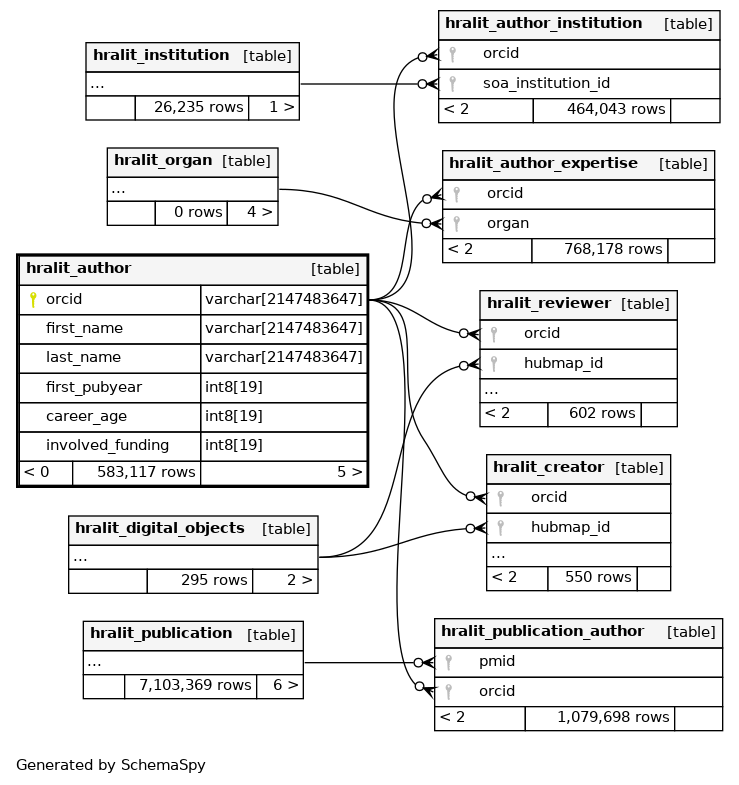 hralit_institution [table]
...
26,235 rows 1 >
hralit_organ [table]
...
0 rows 4 >
hralit_author [table]
orcid varchar[2147483647]
first_name varchar[2147483647]
last_name varchar[2147483647]
first_pubyear int8[19]
career_age int8[19]
involved_funding int8[19]
< 0 583,117 rows 5 >
hralit_digital_objects [table]
...
295 rows 2 >
hralit_publication [table]
...
7,103,369 rows 6 >
hralit_author_institution [table]
orcid
soa_institution_id
< 2 464,043 rows
hralit_author_expertise [table]
orcid
organ
< 2 768,178 rows
hralit_reviewer [table]
orcid
hubmap_id
...
< 2 602 rows
hralit_creator [table]
orcid
hubmap_id
...
< 2 550 rows
hralit_publication_author [table]
pmid
orcid
< 2 1,079,698 rows
Generated by SchemaSpy